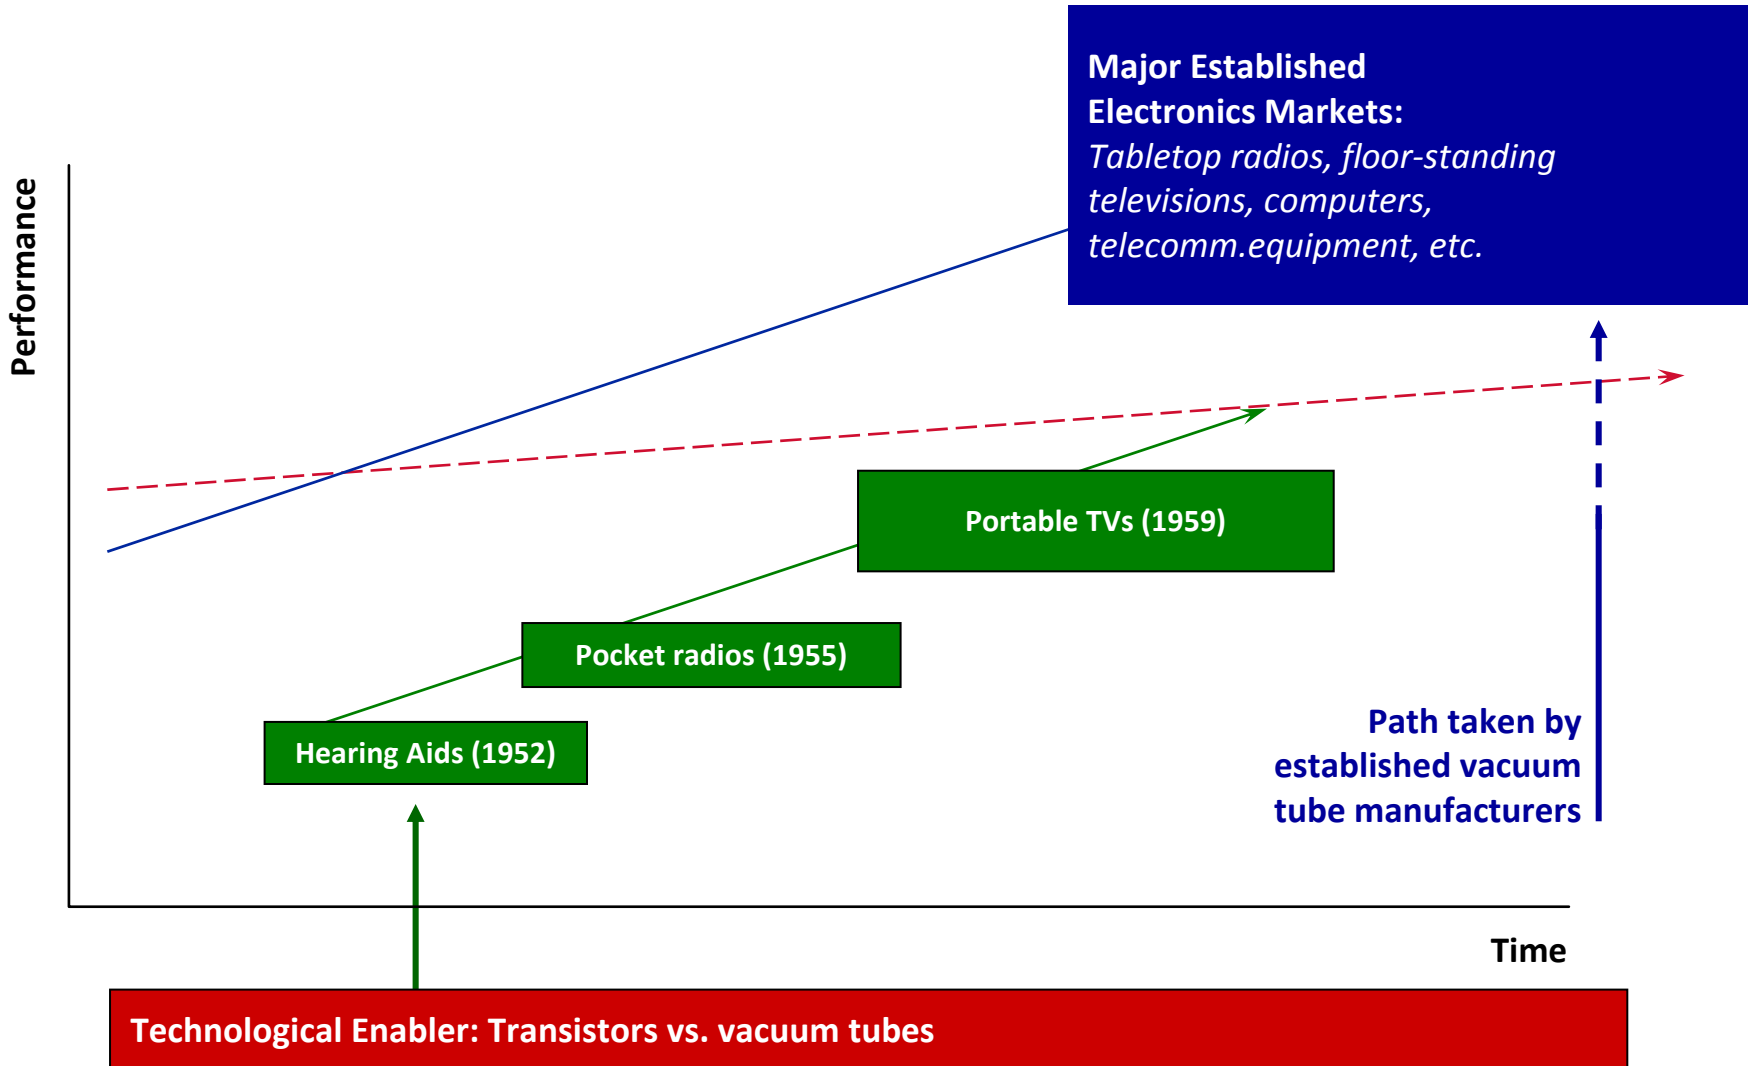 Major Established
Electronics Markets:
Tabletop radios, floor-standing
televisions, computers,
telecomm.equipment, etc.
Performance
Portable TVs (1959)
Pocket radios (1955)
Hearing Aids (1952)
Path taken by
established vacuum
tube manufacturers
Time
Technological Enabler: Transistors vs. vacuum tubes